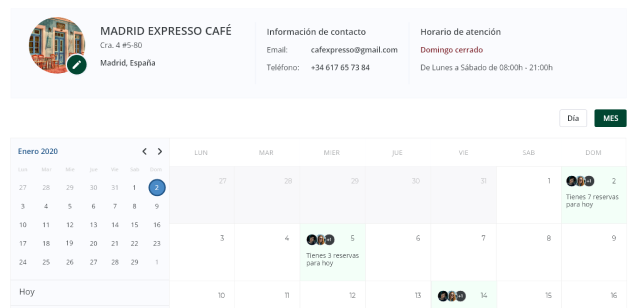 MADRID EXPRESSO CAFÉ
Cra. 4 #5-80
Madrid, España
Información de contacto
Email: cafexpresso@gmail.com
Teléfono: +34 617 65 73 84
Horario de atención
Domingo cerrado
De Lunes a Sábado de 08:00h - 21:00h
Día MES
Enero 2020
Lun Mar Mié Jue Vie Sab Dom
27 28 29 30 31 1 2
3 4 5 6 7 8 9
10 11 12 13 14 15 16
17 18 19 20 21 22 23
24 25 26 27 28 29 1
Hoy
LUN MAR MIER JUE VIE SAB DOM
27 28 29 30 31 1 2
Tienes 7 reservas
para hoy
3 4 5 6 7 8 9
Tienes 3 reservas
para hoy
10 11 12 13 14 15 16